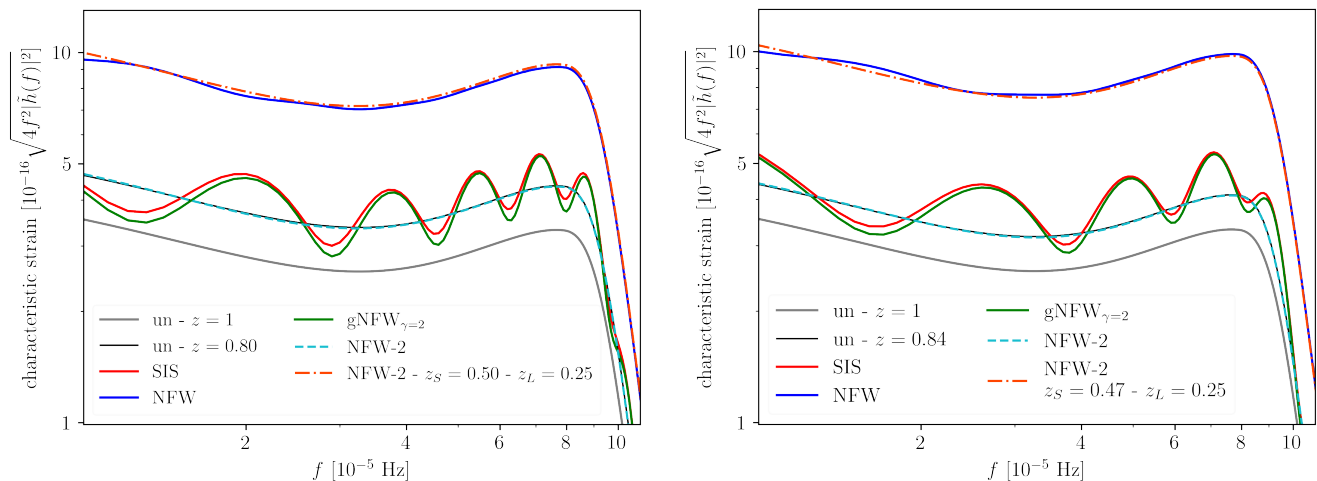 characteristic strain [10⁻¹⁶ √4f²|h̃(f)|²]
10
5
1
2
4
6
8
10
f [10⁻⁵ Hz]
un - z = 1
un - z = 0.80
SIS
NFW
gNFWγ=2
NFW-2
NFW-2 - z_S = 0.50 - z_L = 0.25
characteristic strain [10⁻¹⁶ √4f²|h̃(f)|²]
10
5
1
2
4
6
8
10
f [10⁻⁵ Hz]
un - z = 1
un - z = 0.84
SIS
NFW
gNFWγ=2
NFW-2
NFW-2
z_S = 0.47 - z_L = 0.25